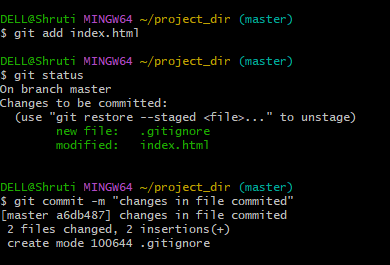 DELL@Shruti MINGW64 ~/project_dir (master)
$ git add index.html
DELL@Shruti MINGW64 ~/project_dir (master)
$ git status
On branch master
Changes to be committed:
  (use "git restore --staged <file>..." to unstage)
        new file:   .gitignore
        modified:   index.html
DELL@Shruti MINGW64 ~/project_dir (master)
$ git commit -m "changes in file commited"
[master a6db487] changes in file commited
 2 files changed, 2 insertions(+)
 create mode 100644 .gitignore